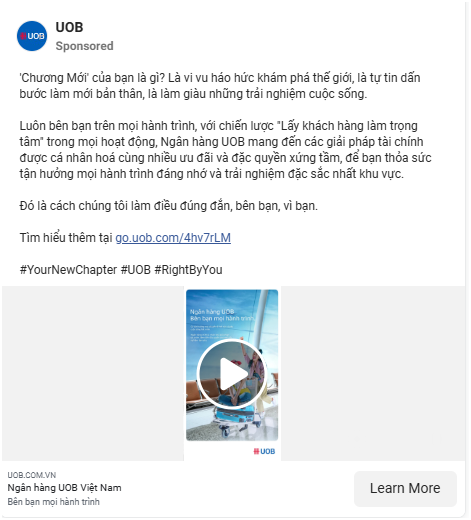 UOB
UOB
Sponsored
'Chương Mới' của bạn là gì? Là vi vu háo hức khám phá thế giới, là tự tin dấn
bước làm mới bản thân, là làm giàu những trải nghiệm cuộc sống.
Luôn bên bạn trên mọi hành trình, với chiến lược "Lấy khách hàng làm trọng
tâm" trong mọi hoạt động, Ngân hàng UOB mang đến các giải pháp tài chính
được cá nhân hoá cùng nhiều ưu đãi và đặc quyền xứng tầm, để bạn thỏa sức
tận hưởng mọi hành trình đáng nhớ và trải nghiệm đặc sắc nhất khu vực.
Đó là cách chúng tôi làm điều đúng đắn, bên bạn, vì bạn.
Tìm hiểu thêm tại go.uob.com/4hv7rLM
#YourNewChapter #UOB #RightByYou
Ngân hàng UOB
Bên bạn mọi hành trình
UOB
UOB.COM.VN
Ngân hàng UOB Việt Nam
Bên bạn mọi hành trình
Learn More